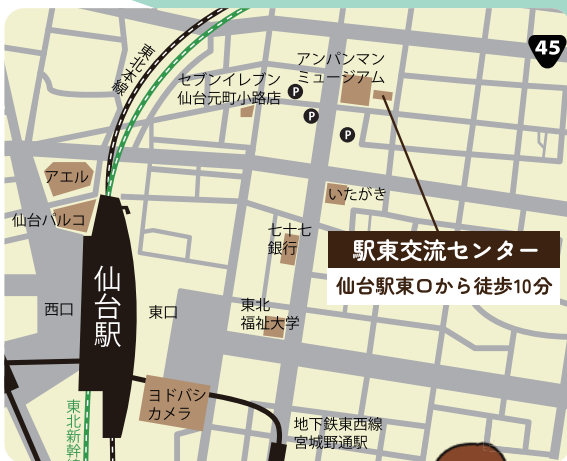 45
東北本線
アンパンマン
ミュージアム
セブンイレブン
仙台元町小路店
P
P
P
アエル
いたがき
仙台パルコ
七十七
銀行
駅東交流センター
仙台駅東口から徒歩10分
仙台駅
西口
東口
東北
福祉大学
ヨドバシ
カメラ
東北新幹線
地下鉄東西線
宮城野通駅